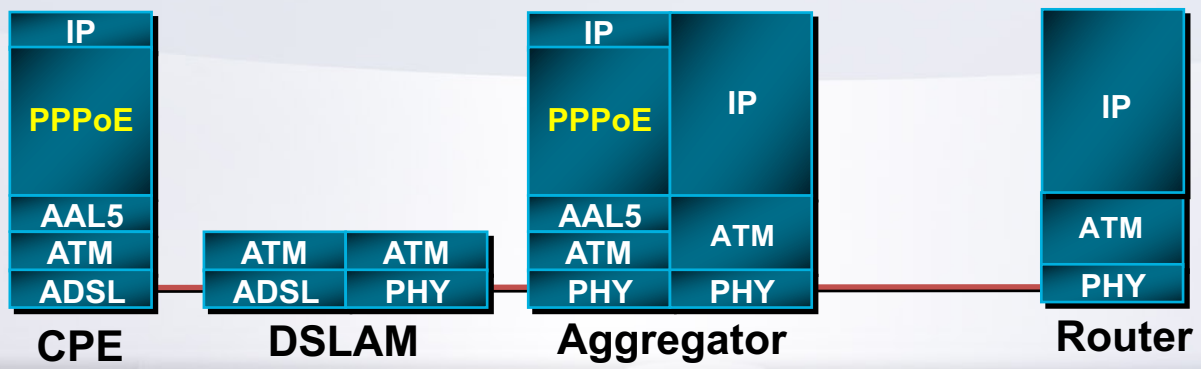 IP
PPPoE
AAL5
ATM
ADSL
CPE
ATM
ATM
ADSL
PHY
DSLAM
IP
PPPoE
AAL5
ATM
PHY
IP
ATM
PHY
Aggregator
IP
ATM
PHY
Router